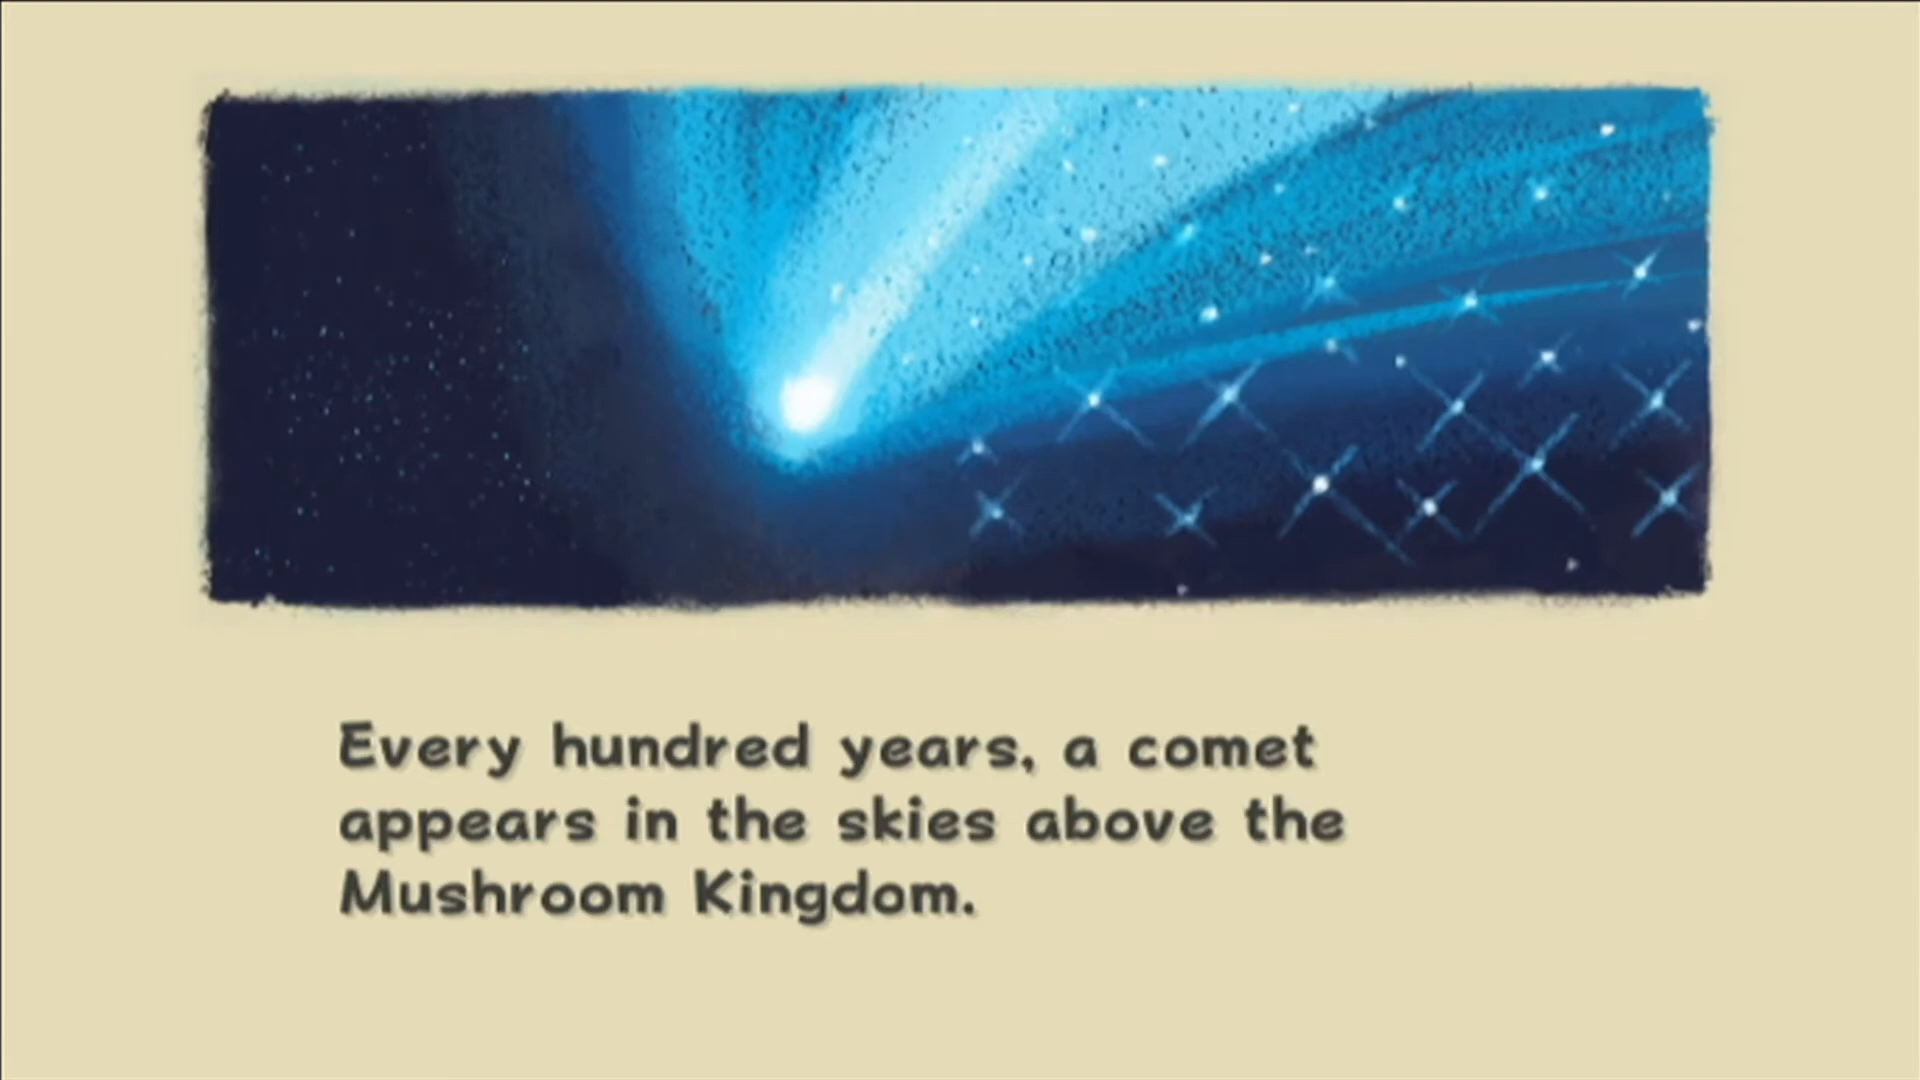 Every hundred years, a comet
appears in the skies above the
Mushroom Kingdom.